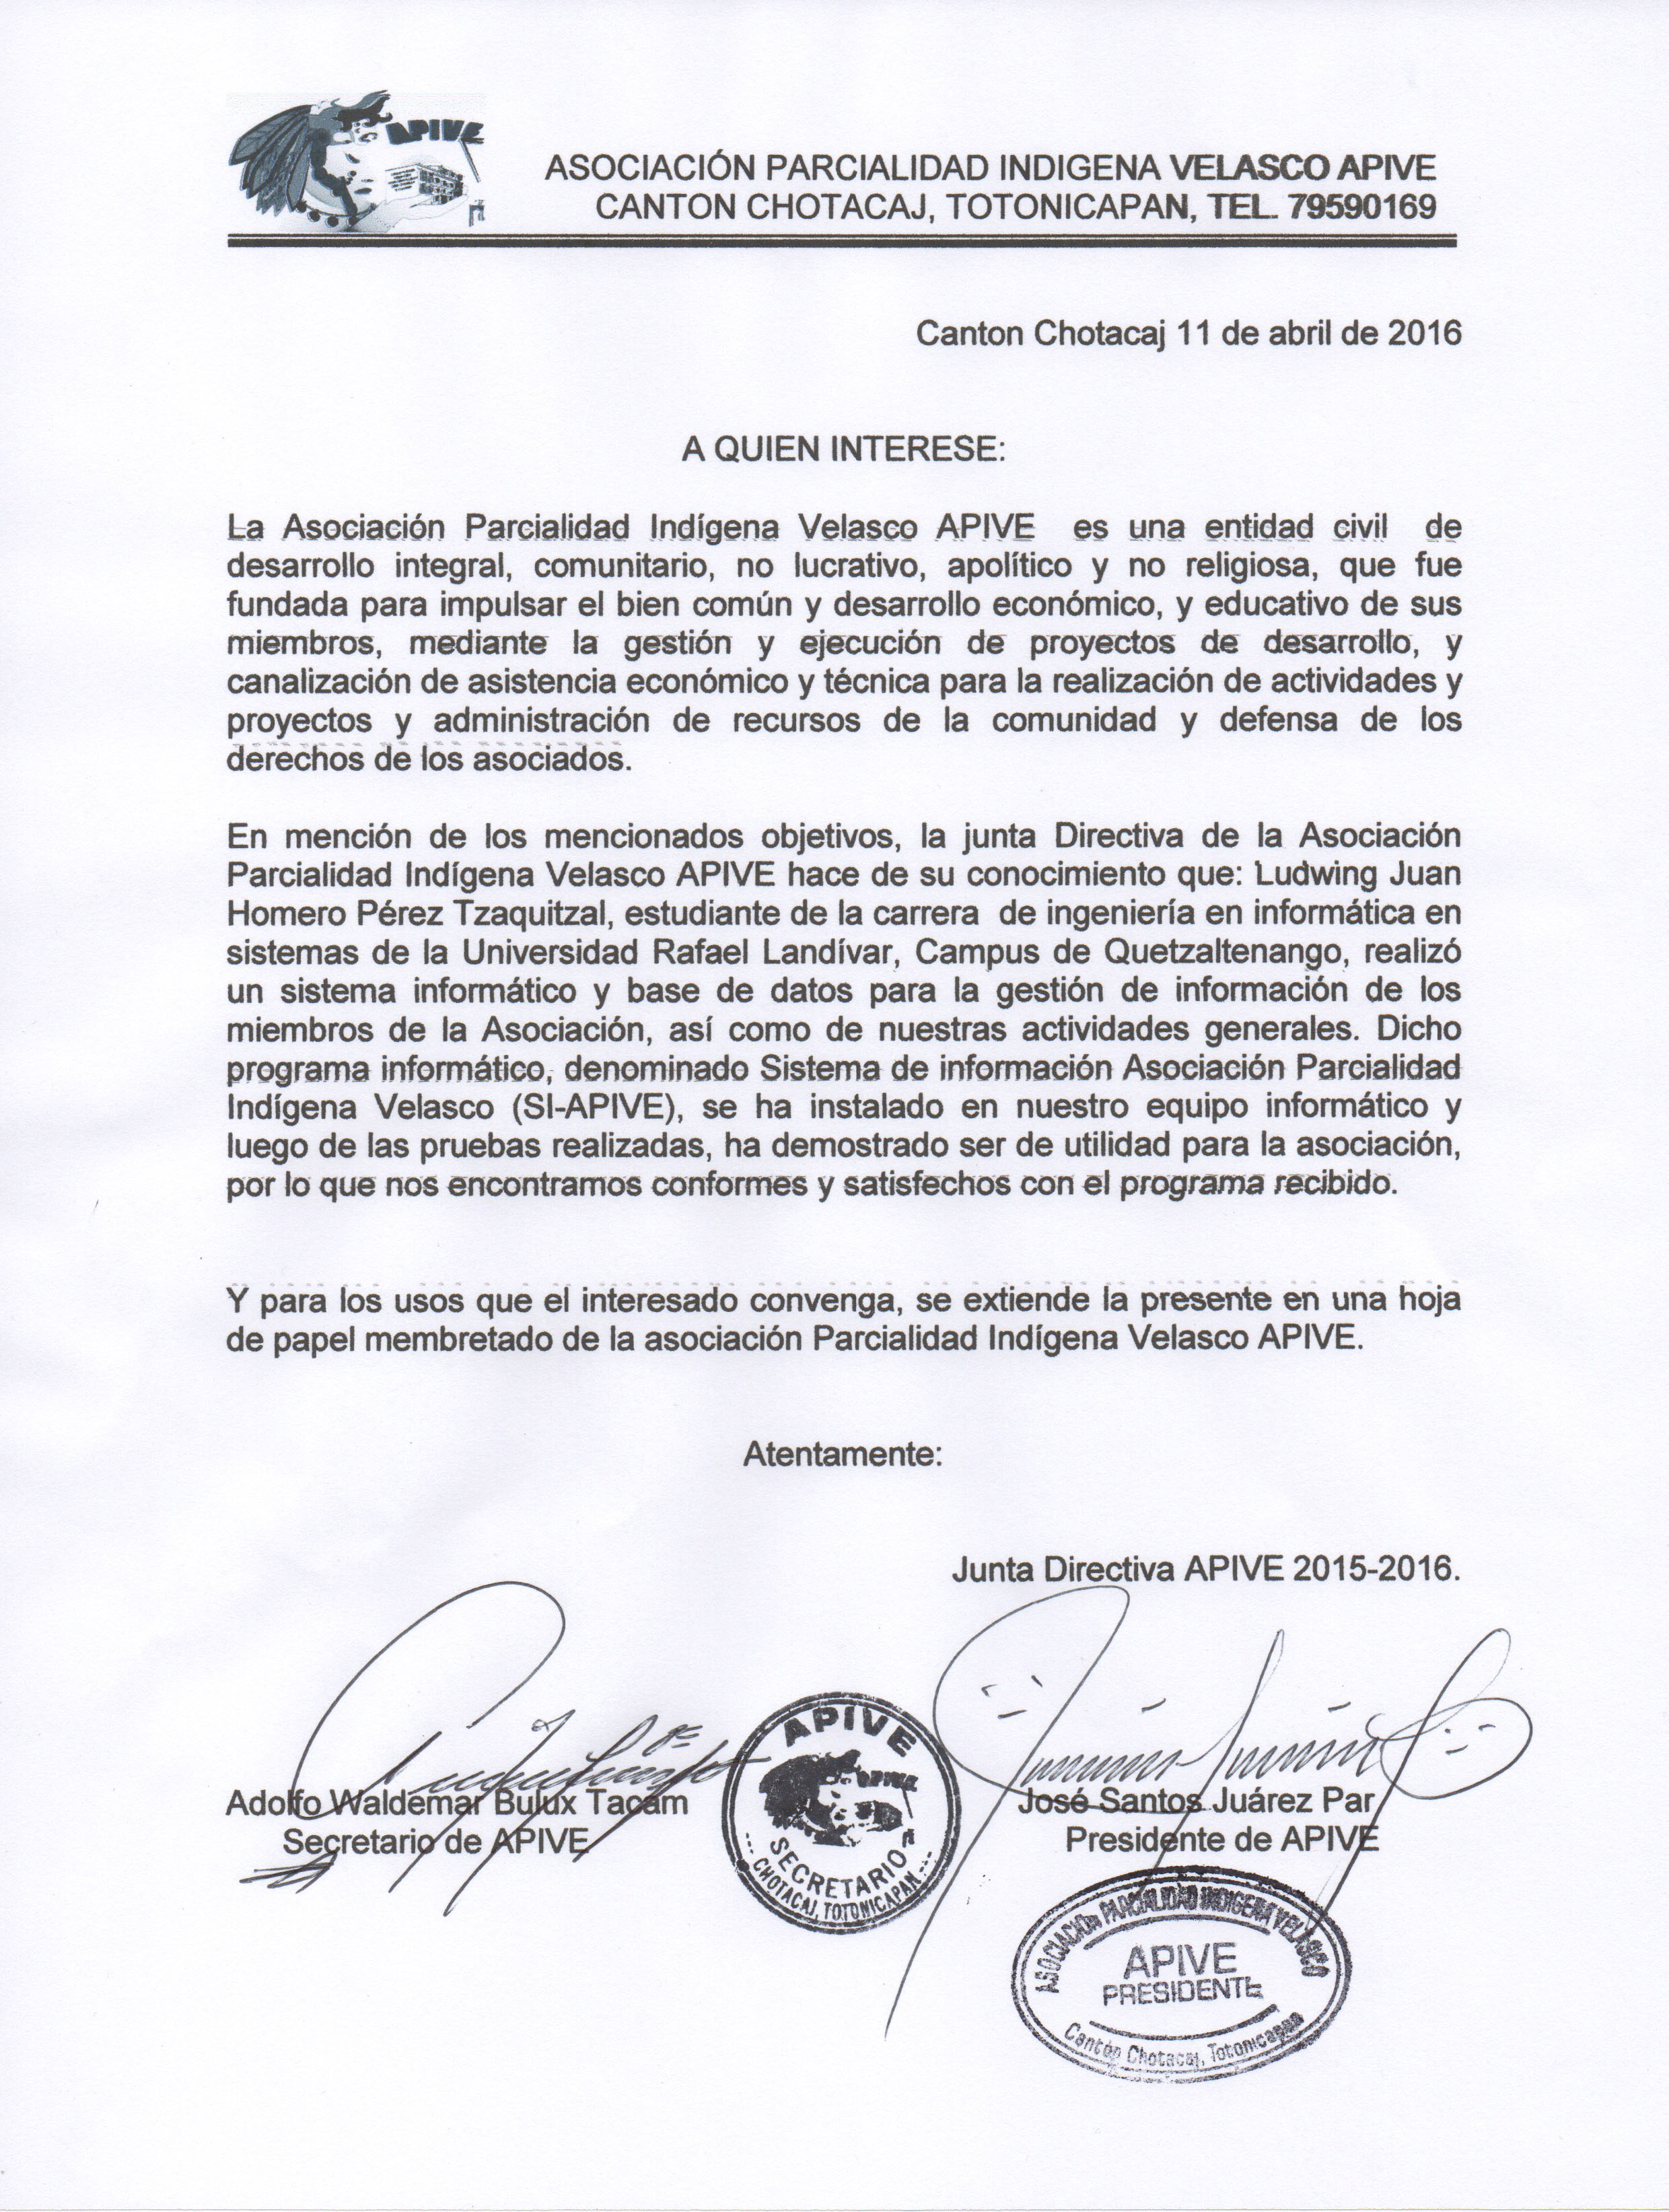 APIVE
ASOCIACIÓN PARCIALIDAD INDIGENA VELASCO APIVE
CANTON CHOTACAJ, TOTONICAPAN, TEL. 79590169
Canton Chotacaj 11 de abril de 2016
A QUIEN INTERESE:
La Asociación Parcialidad Indígena Velasco APIVE es una entidad civil de
desarrollo integral, comunitario, no lucrativo, apolítico y no religiosa, que fue
fundada para impulsar el bien común y desarrollo económico, y educativo de sus
miembros, mediante la gestión y ejecución de proyectos de desarrollo, y
canalización de asistencia económico y técnica para la realización de actividades y
proyectos y administración de recursos de la comunidad y defensa de los
derechos de los asociados.
En mención de los mencionados objetivos, la junta Directiva de la Asociación
Parcialidad Indígena Velasco APIVE hace de su conocimiento que: Ludwing Juan
Homero Pérez Tzaquitzal, estudiante de la carrera de ingeniería en informática en
sistemas de la Universidad Rafael Landívar, Campus de Quetzaltenango, realizó
un sistema informático y base de datos para la gestión de información de los
miembros de la Asociación, así como de nuestras actividades generales. Dicho
programa informático, denominado Sistema de información Asociación Parcialidad
Indígena Velasco (SI-APIVE), se ha instalado en nuestro equipo informático y
luego de las pruebas realizadas, ha demostrado ser de utilidad para la asociación,
por lo que nos encontramos conformes y satisfechos con el programa recibido.
Y para los usos que el interesado convenga, se extiende la presente en una hoja
de papel membretado de la asociación Parcialidad Indígena Velasco APIVE.
Atentamente:
Junta Directiva APIVE 2015-2016.
Adolfo Waldemar Bulux Tacam
Secretario de APIVE
APIVE
APIVE
SECRETARIO
CHOTACAJ, TOTONICAPAN.
José Santos Juárez Par
Presidente de APIVE
ASOCIACION PARCIALIDAD INDIGENA VELASCO
APIVE
PRESIDENTE
Cantón Chotacaj, Totonicapan